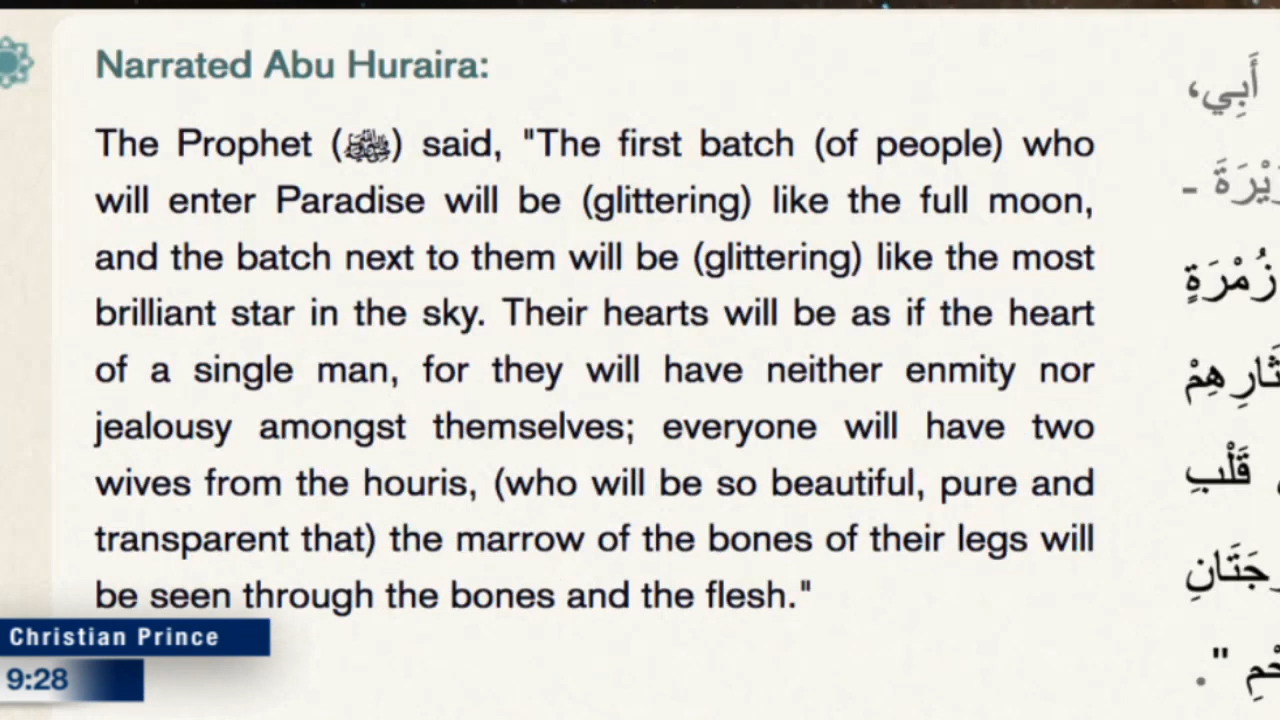 Narrated Abu Huraira:
The Prophet (ﷺ) said, "The first batch (of people) who
will enter Paradise will be (glittering) like the full moon,
and the batch next to them will be (glittering) like the most
brilliant star in the sky. Their hearts will be as if the heart
of a single man, for they will have neither enmity nor
jealousy amongst themselves; everyone will have two
wives from the houris, (who will be so beautiful, pure and
transparent that) the marrow of the bones of their legs will
be seen through the bones and the flesh."
أَبِي،
زُمْرَةٍ
قَلْبِ
Christian Prince
9:28